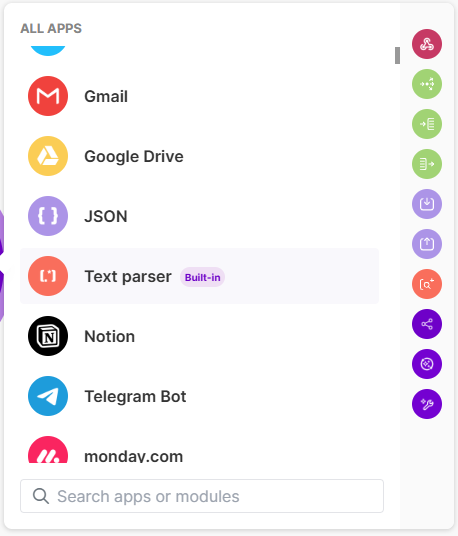 ALL APPS
Gmail
Google Drive
JSON
Text parser Built-in
Notion
Telegram Bot
monday.com
Search apps or modules